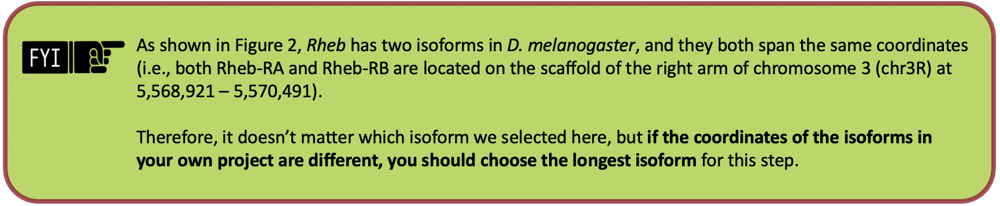 FYI
As shown in Figure 2, Rheb has two isoforms in D. melanogaster, and they both span the same coordinates
(i.e., both Rheb-RA and Rheb-RB are located on the scaffold of the right arm of chromosome 3 (chr3R) at
5,568,921 – 5,570,491).
Therefore, it doesn’t matter which isoform we selected here, but if the coordinates of the isoforms in
your own project are different, you should choose the longest isoform for this step.